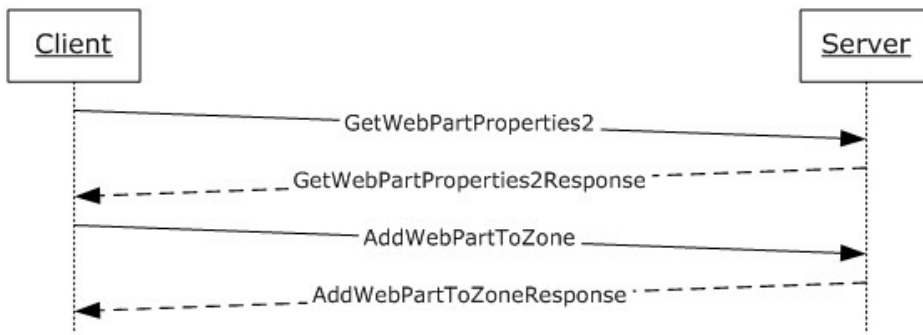 Client
Server
GetWebPartProperties2
GetWebPartProperties2Response
AddWebPartToZone
AddWebPartToZoneResponse